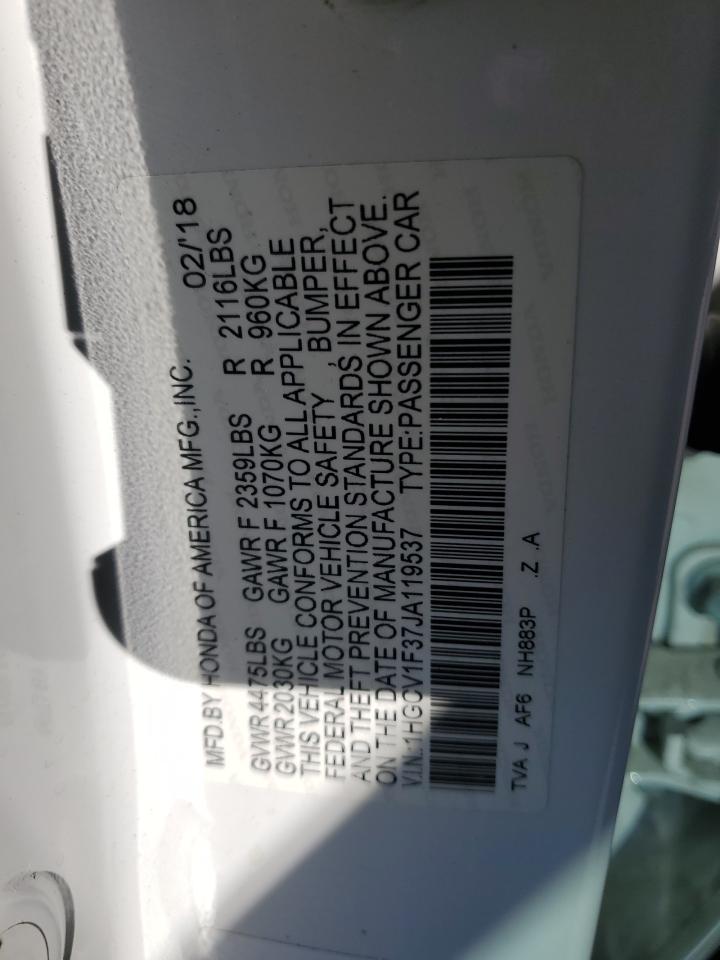 MFD.BY HONDA OF AMERICA MFG.,INC. 02/'18
GVWR 4475LBS GAWR F 2359LBS R 2116LBS
GVWR 2030KG GAWR F 1070KG R 960KG
THIS VEHICLE CONFORMS TO ALL APPLICABLE
FEDERAL MOTOR VEHICLE SAFETY , BUMPER,
AND THEFT PREVENTION STANDARDS IN EFFECT
ON THE DATE OF MANUFACTURE SHOWN ABOVE.
V.I.N.:1HGCV1F37JA119537 TYPE:PASSENGER CAR
TVA J AF6 NH883P .Z .A